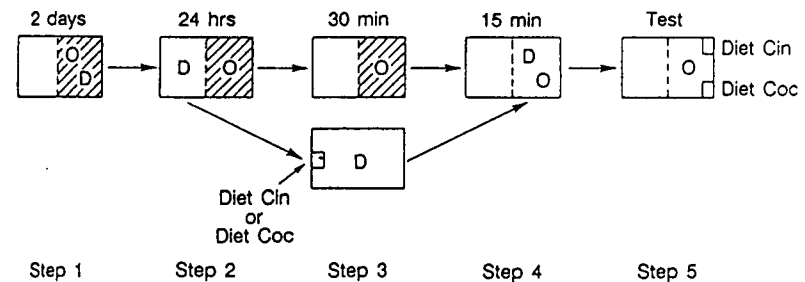 2 days 24 hrs 30 min 15 min Test
O D D O O D O O Diet Cin
Diet Coc
D
Diet Cin
or
Diet Coc
Step 1 Step 2 Step 3 Step 4 Step 5